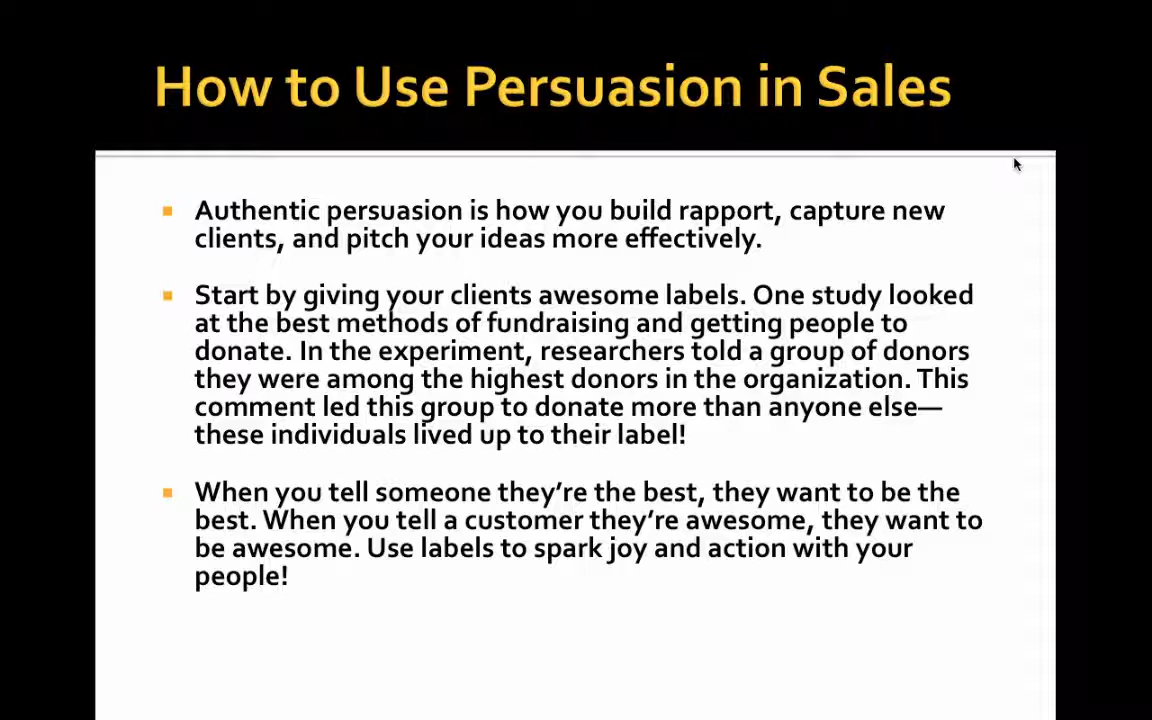 How to Use Persuasion in Sales
Authentic persuasion is how you build rapport, capture new
clients, and pitch your ideas more effectively.
Start by giving your clients awesome labels. One study looked
at the best methods of fundraising and getting people to
donate. In the experiment, researchers told a group of donors
they were among the highest donors in the organization. This
comment led this group to donate more than anyone else—
these individuals lived up to their label!
When you tell someone they’re the best, they want to be the
best. When you tell a customer they’re awesome, they want to
be awesome. Use labels to spark joy and action with your
people!